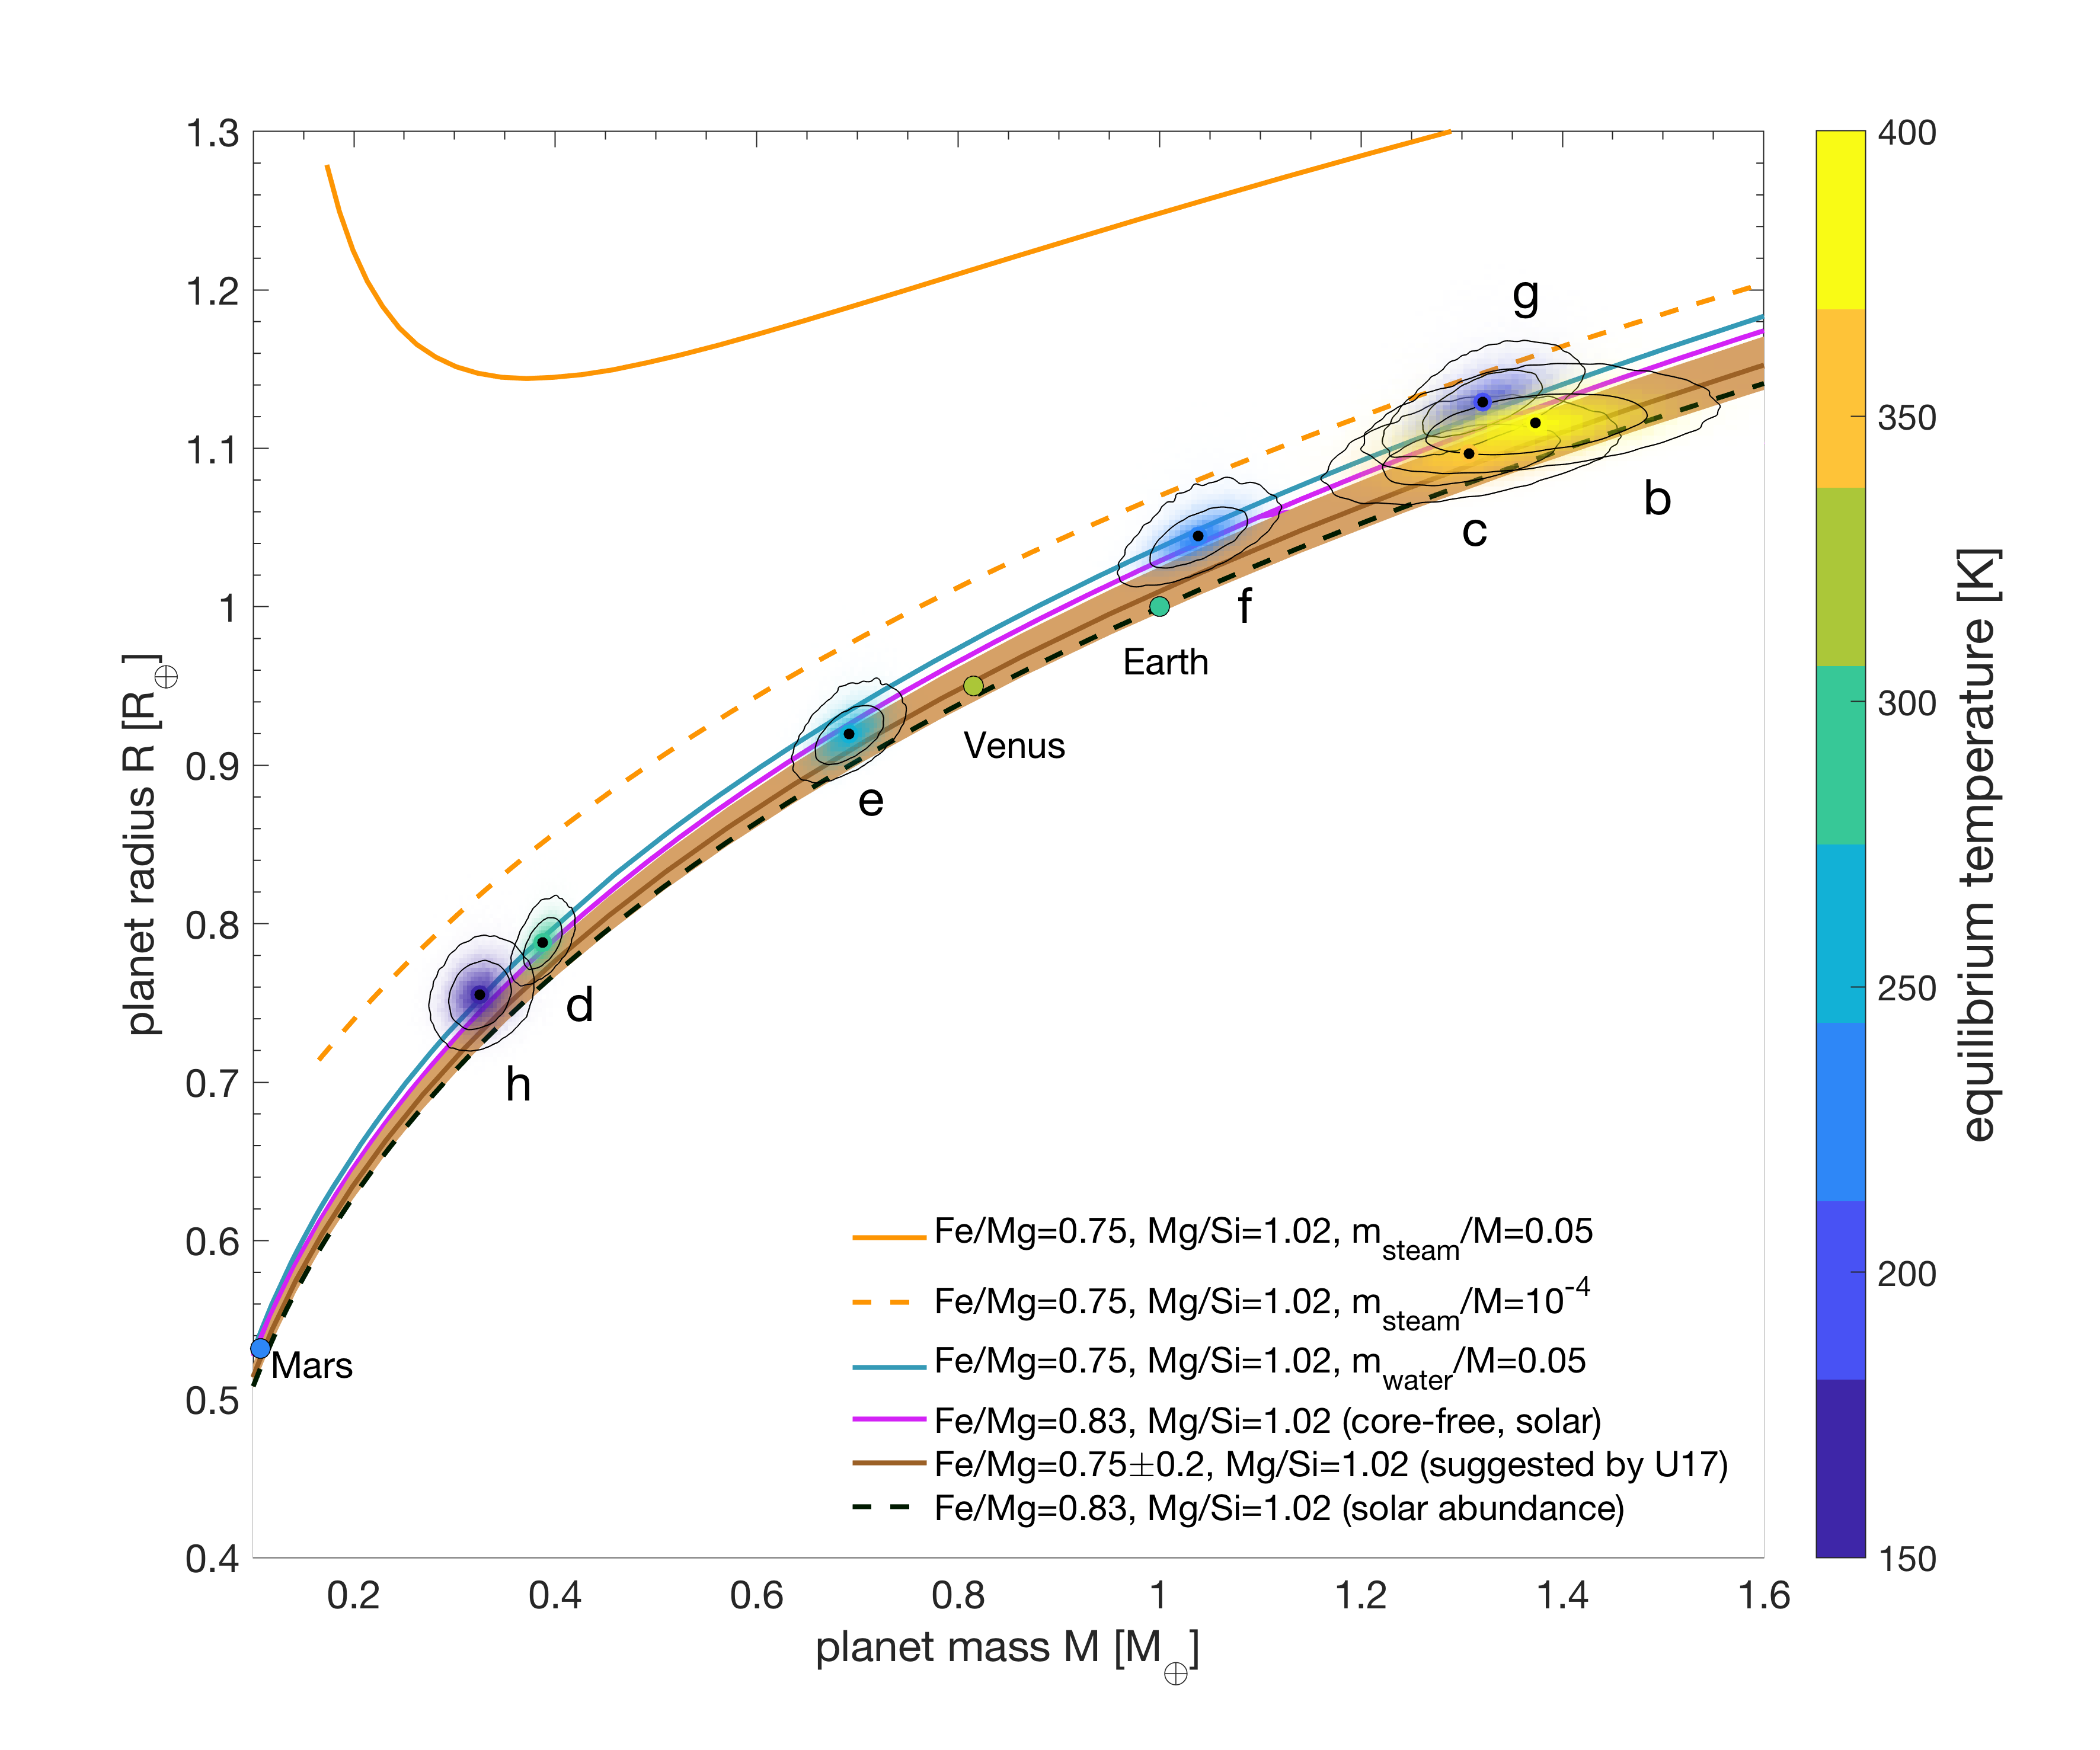 1.3
1.2
1.1
1
0.9
0.8
0.7
0.6
0.5
0.4
planet radius R [R⊕]
0.2
0.4
0.6
0.8
1
1.2
1.4
1.6
planet mass M [M⊕]
g
b
c
f
Earth
Venus
e
d
h
Mars
Fe/Mg=0.75, Mg/Si=1.02, m_steam/M=0.05
Fe/Mg=0.75, Mg/Si=1.02, m_steam/M=10^-4
Fe/Mg=0.75, Mg/Si=1.02, m_water/M=0.05
Fe/Mg=0.83, Mg/Si=1.02 (core-free, solar)
Fe/Mg=0.75±0.2, Mg/Si=1.02 (suggested by U17)
Fe/Mg=0.83, Mg/Si=1.02 (solar abundance)
400
350
300
250
200
150
equilibrium temperature [K]